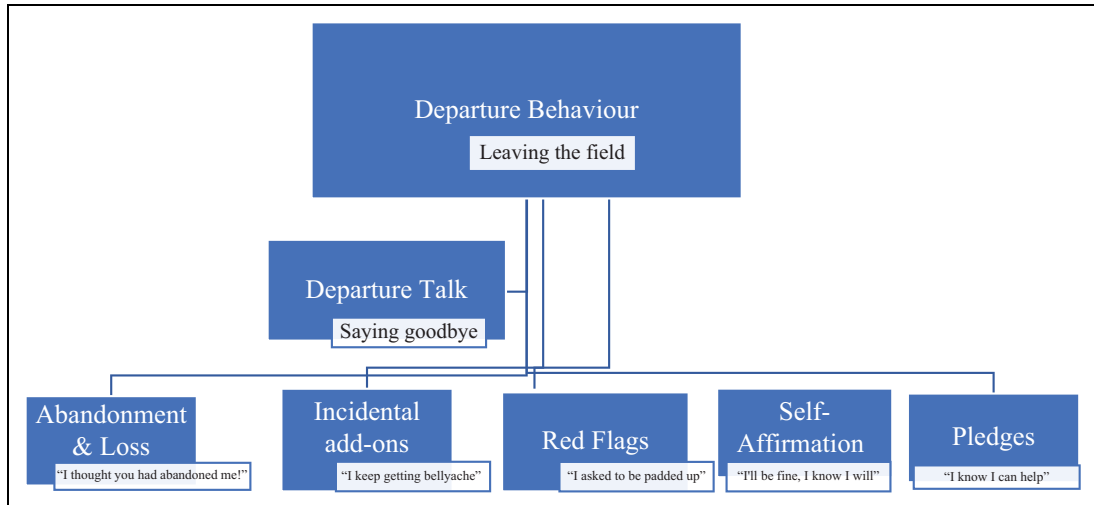 Departure Behaviour
Leaving the field
Departure Talk
Saying goodbye
Abandonment
& Loss
“I thought you had abandoned me!”
Incidental
add-ons
“I keep getting bellyache”
Red Flags
“I asked to be padded up”
Self-
Affirmation
“I'll be fine, I know I will”
Pledges
“I know I can help”